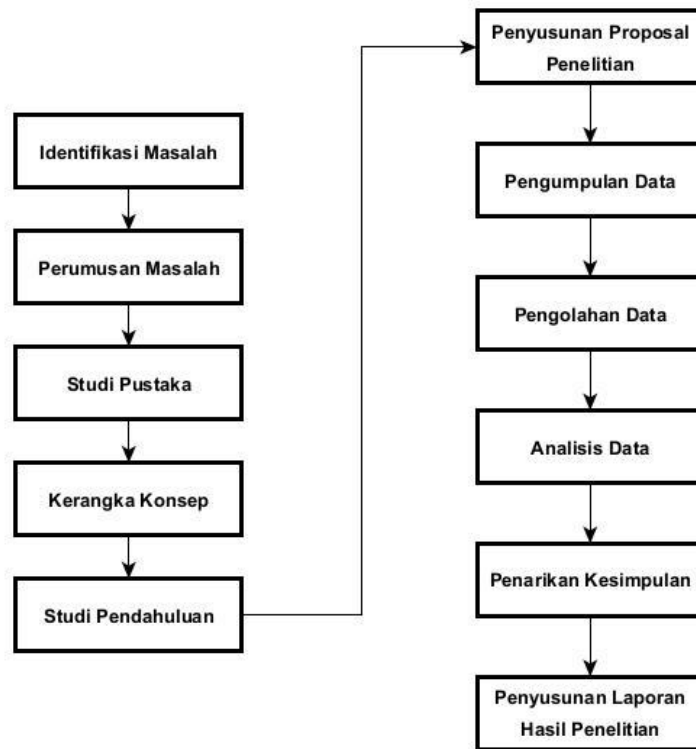 Identifikasi Masalah
Perumusan Masalah
Studi Pustaka
Kerangka Konsep
Studi Pendahuluan
Penyusunan Proposal
Penelitian
Pengumpulan Data
Pengolahan Data
Analisis Data
Penarikan Kesimpulan
Penyusunan Laporan
Hasil Penelitian